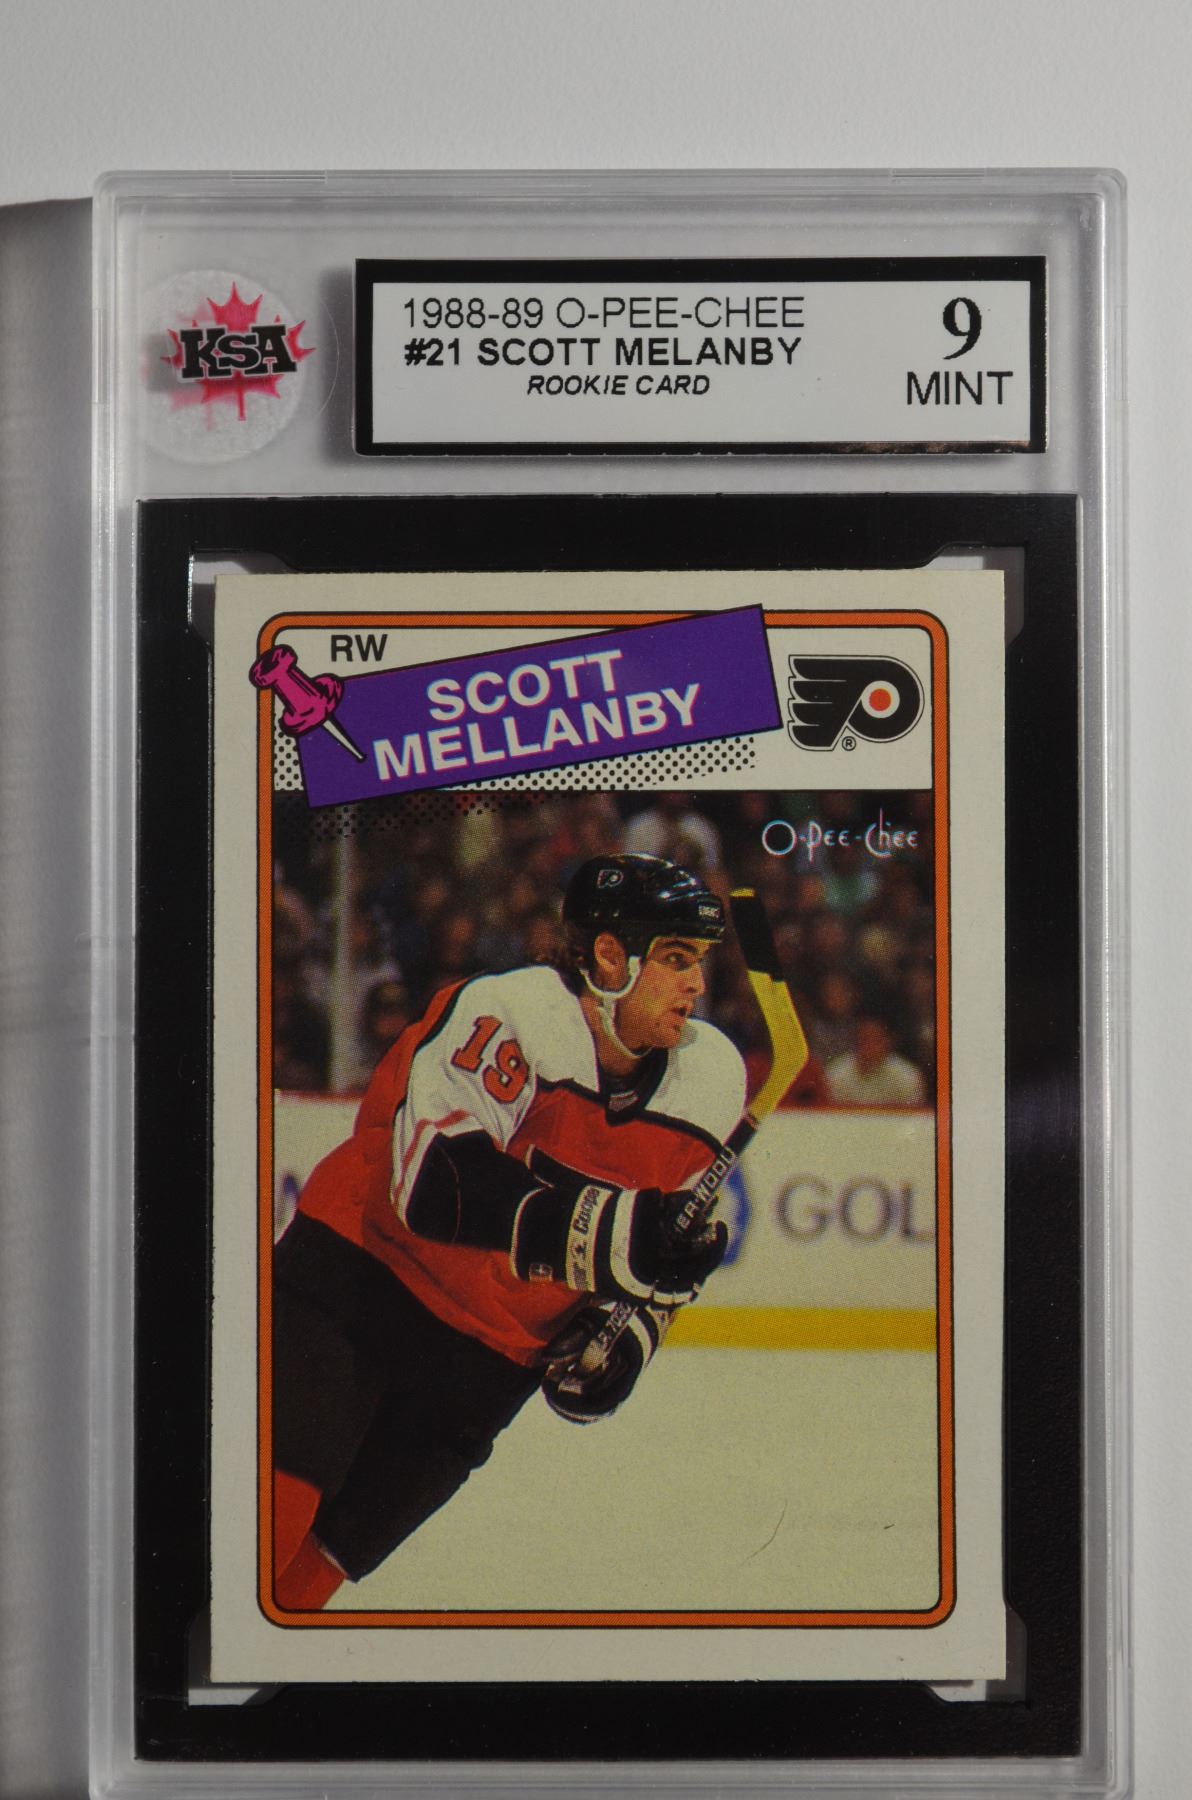 KSA
1988-89 O-PEE-CHEE
#21 SCOTT MELANBY
ROOKIE CARD
9
MINT
RW
SCOTT
MELLANBY
®
O-Pee-Chee
19
Cooper
GOL